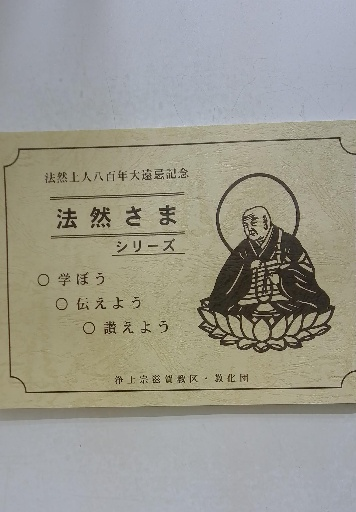 法然上人八百年大遠忌記念
法然さま
シリーズ
○ 学ぼう
○ 伝えよう
○ 讃えよう
浄土宗滋賀教区・教化団